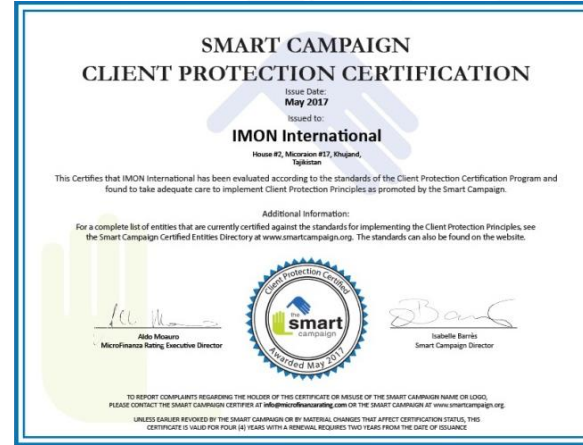 SMART CAMPAIGN
CLIENT PROTECTION CERTIFICATION
Issue Date:
May 2017
Issued to:
IMON International
House #2, Micoraion #17, Khujand,
Tajikistan
This Certifies that IMON International has been evaluated according to the standards of the Client Protection Certification Program and
found to take adequate care to implement Client Protection Principles as promoted by the Smart Campaign.
Additional Information:
For a complete list of entities that are currently certified against the standards for implementing the Client Protection Principles, see
the Smart Campaign Certified Entities Directory at www.smartcampaign.org. The standards can also be found on the website.
Client Protection Certified
the
smart
campaign
Awarded May 2017
Aldo Moauro
MicroFinanza Rating Executive Director
Isabelle Barrès
Smart Campaign Director
TO REPORT COMPLAINTS REGARDING THE HOLDER OF THIS CERTIFICATE OR MISUSE OF THE SMART CAMPAIGN NAME OR LOGO,
PLEASE CONTACT THE SMART CAMPAIGN CERTIFIER AT info@microfinanzarating.com OR THE SMART CAMPAIGN AT www.smartcampaign.org.
UNLESS EARLIER REVOKED BY THE SMART CAMPAIGN OR BY MATERIAL CHANGES THAT AFFECT CERTIFICATION STATUS, THIS
CERTIFICATE IS VALID FOR FOUR (4) YEARS WITH A RENEWAL REQUIRES TWO YEARS FROM THE DATE OF ISSUANCE